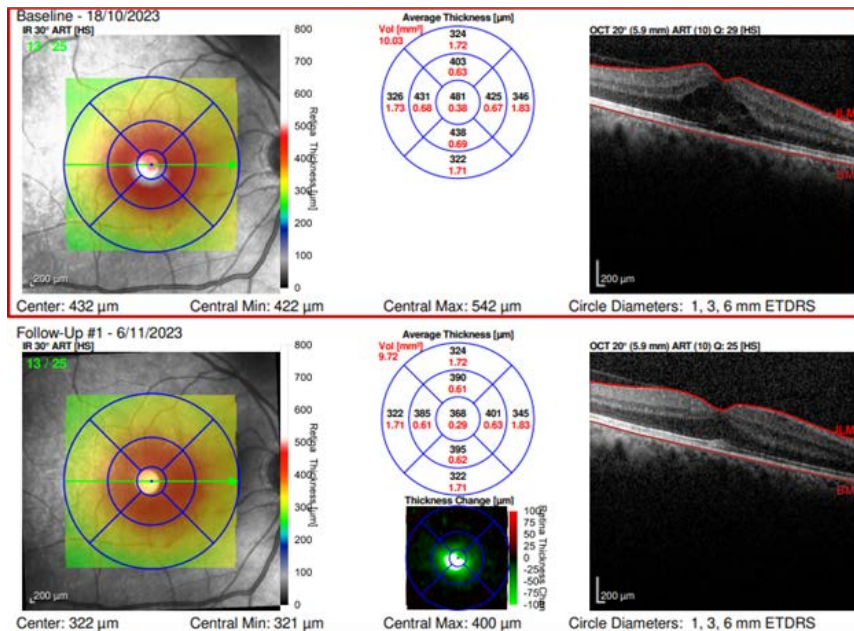 Baseline - 18/10/2023
IR 30° ART [HS]
13 / 25
200 µm
800
700
600
500
400
300
200
100
0
Retina Thickness [µm]
Average Thickness [µm]
Vol [mm³]
10.03
324
1.72
403
0.63
326 431 481 425 346
1.73 0.68 0.38 0.67 1.83
438
0.69
322
1.71
OCT 20° (5.9 mm) ART (10) Q: 29 [HS]
ILM
BM
200 µm
Center: 432 µm Central Min: 422 µm Central Max: 542 µm Circle Diameters: 1, 3, 6 mm ETDRS
Follow-Up #1 - 6/11/2023
IR 30° ART [HS]
13 / 25
200 µm
800
700
600
500
400
300
200
100
0
Retina Thickness [µm]
Average Thickness [µm]
Vol [mm³]
9.72
324
1.72
390
0.61
322 385 368 401 345
1.71 0.61 0.29 0.63 1.83
395
0.62
322
1.71
Thickness Change [µm]
100
75
50
25
0
-25
-50
-75
-100
Retina Thickness Chan
OCT 20° (5.9 mm) ART (10) Q: 25 [HS]
ILM
BM
200 µm
Center: 322 µm Central Min: 321 µm Central Max: 400 µm Circle Diameters: 1, 3, 6 mm ETDRS